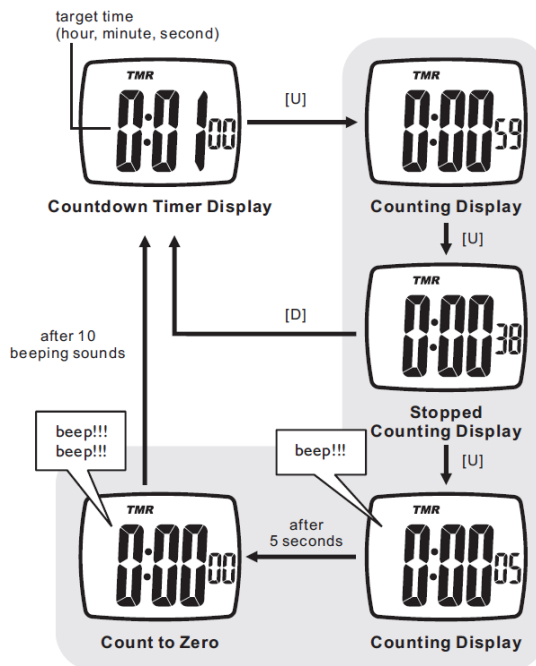 target time
(hour, minute, second)
TMR
0:01 00
Countdown Timer Display
[U]
TMR
0:00 59
Counting Display
[U]
0:00 38
Stopped
Counting Display
[D]
[U]
after 10
beeping sounds
beep!!!
beep!!!
beep!!!
TMR
0:00 05
Counting Display
after
5 seconds
TMR
0:00 00
Count to Zero